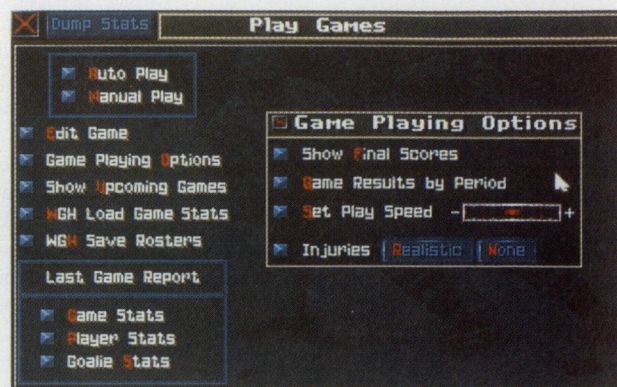 Dump Stats
Play Games
Auto Play
Manual Play
Edit Game
Game Playing Options
Show Upcoming Games
WGH Load Game Stats
WGH Save Rosters
Last Game Report
Game Stats
Player Stats
Goalie Stats
Game Playing Options
Show Final Scores
Game Results by Period
Set Play Speed - +
Injuries Realistic None